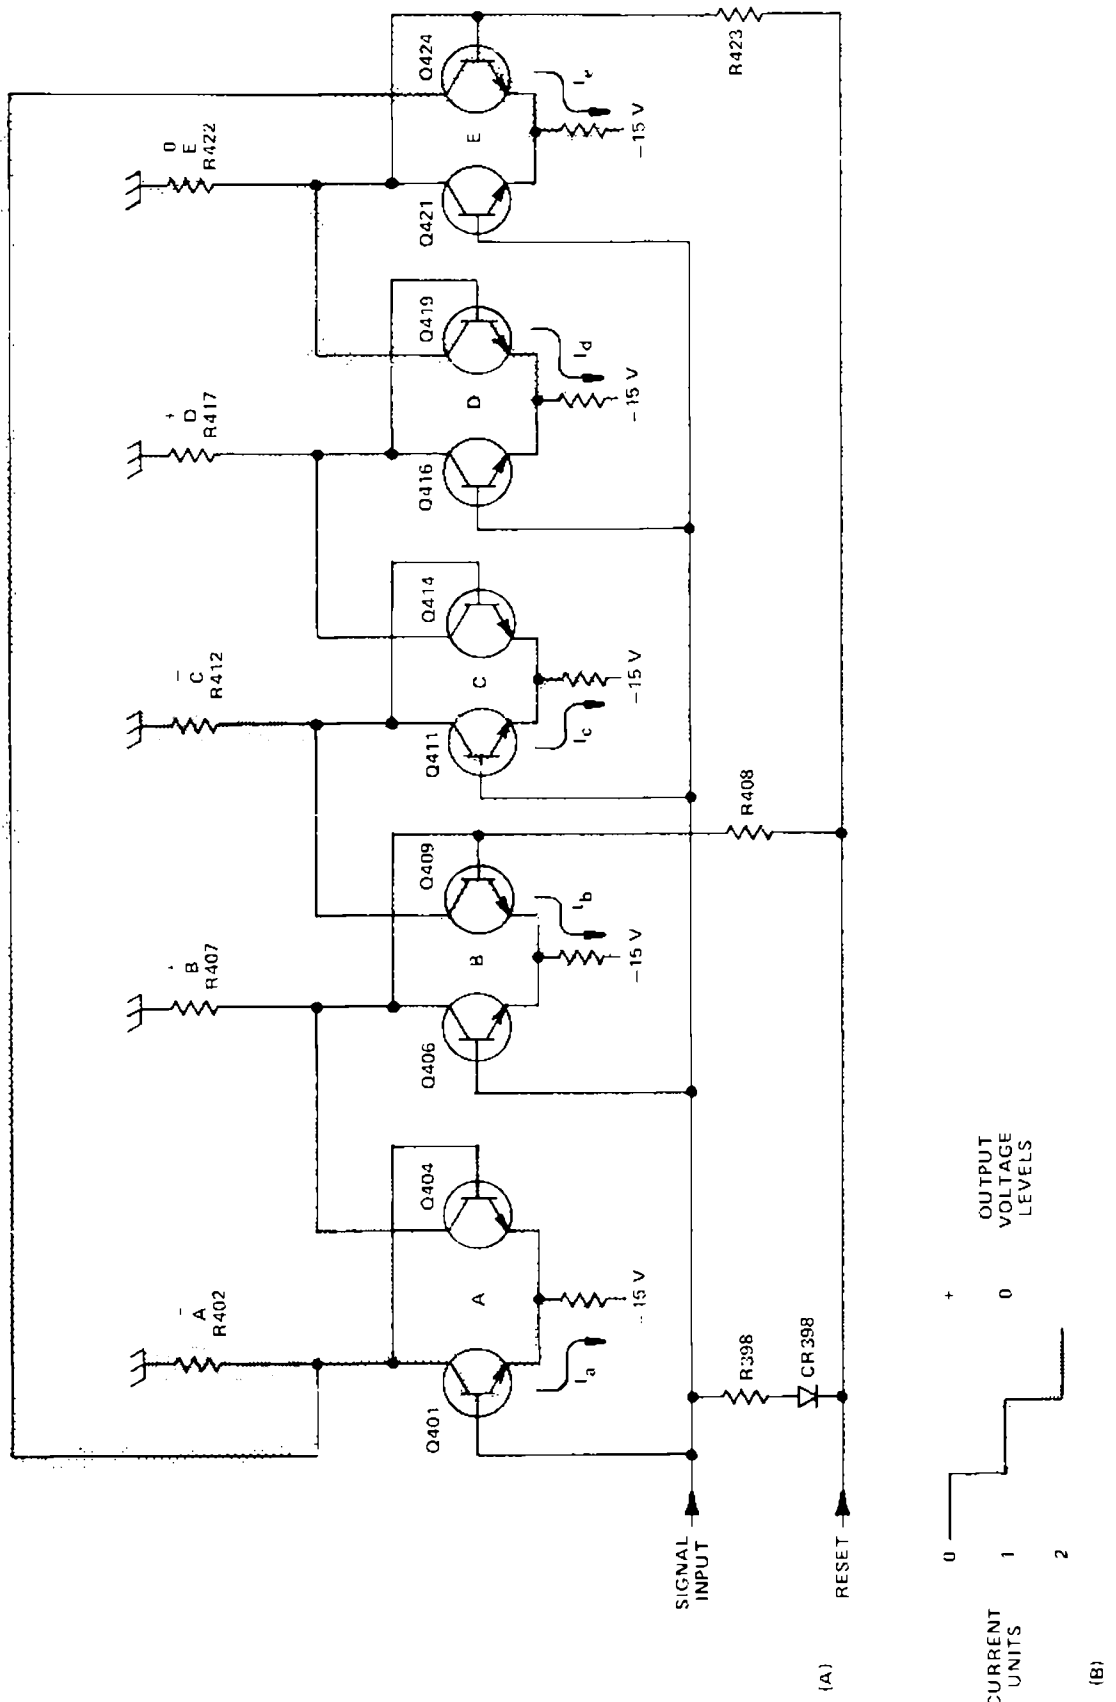 −
A
R402
+
B
R407
−
C
R412
+
D
R417
0
E
R422
Q401
A
Q404
Q406
B
Q409
Q411
C
Q414
Q416
D
Q419
Q421
E
Q424
Ia
−15 V
Ib
−15 V
Ic
−15 V
Id
−15 V
Ie
−15 V
SIGNAL
INPUT
R398
CR398
R408
R423
RESET
(A)
CURRENT
UNITS
0
1
2
+
0
OUTPUT
VOLTAGE
LEVELS
(B)